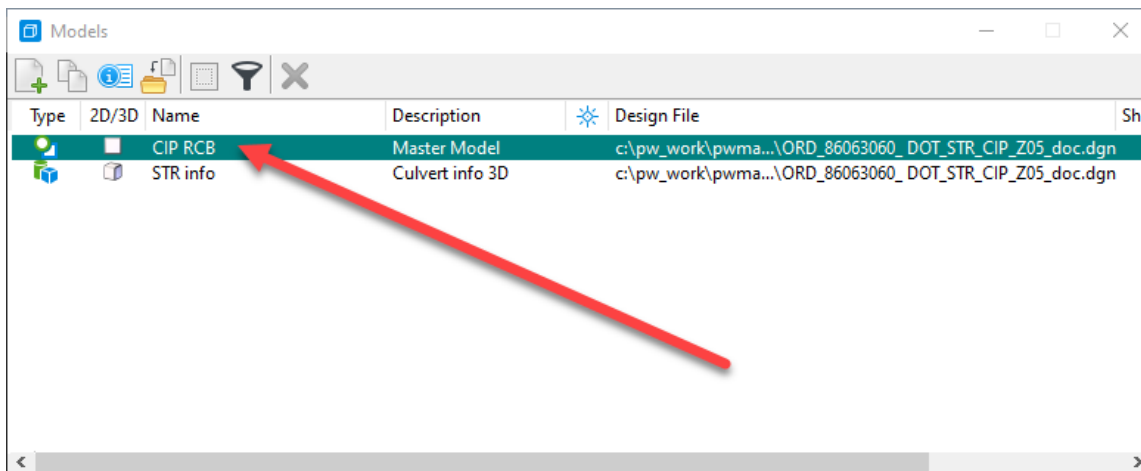 Models
Type 2D/3D Name Description Design File Sh
CIP RCB Master Model c:\pw_work\pwma...\ORD_86063060_ DOT_STR_CIP_Z05_doc.dgn
STR info Culvert info 3D c:\pw_work\pwma...\ORD_86063060_ DOT_STR_CIP_Z05_doc.dgn